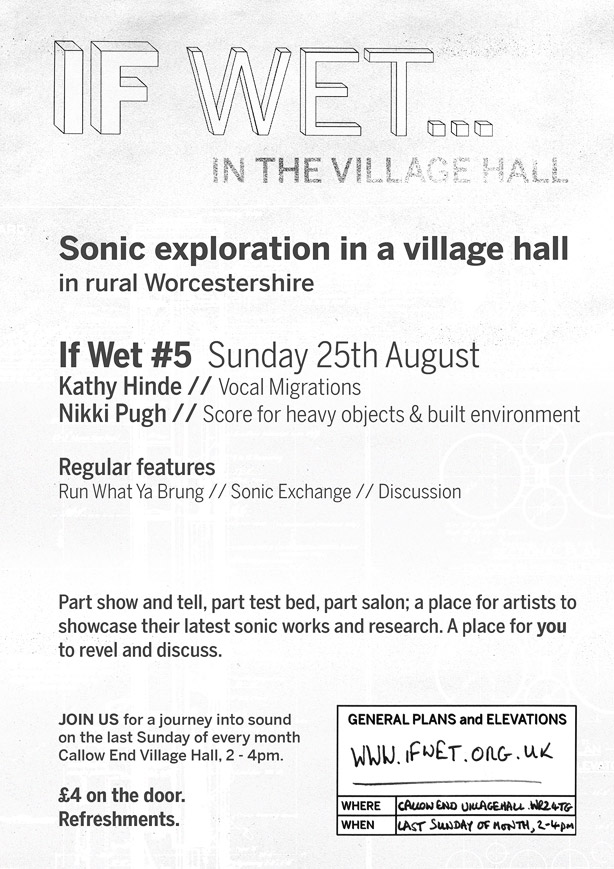 IF WET...
IN THE VILLAGE HALL
Sonic exploration in a village hall
in rural Worcestershire
If Wet #5 Sunday 25th August
Kathy Hinde // Vocal Migrations
Nikki Pugh // Score for heavy objects & built environment
Regular features
Run What Ya Brung // Sonic Exchange // Discussion
Part show and tell, part test bed, part salon; a place for artists to
showcase their latest sonic works and research. A place for you
to revel and discuss.
JOIN US for a journey into sound
on the last Sunday of every month
Callow End Village Hall, 2 - 4pm.
£4 on the door.
Refreshments.
GENERAL PLANS and ELEVATIONS
WWW.IFWET.ORG.UK
WHERE CALLOW END VILLAGE HALL. WR2 4TG
WHEN LAST SUNDAY OF MONTH, 2-4pm